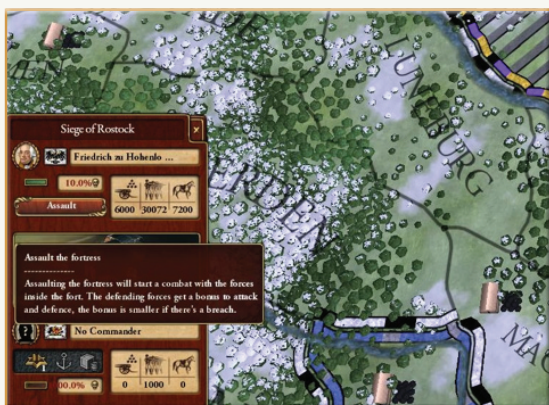 Siege of Rostock
x
Friedrich zu Hohenlo ...
10.0%
Assault
6000 30072 7200
Assault the fortress
--------------
Assaulting the fortress will start a combat with the forces
inside the fort. The defending forces get a bonus to attack
and defence, the bonus is smaller if there's a breach.
No Commander
00.0%
0 1000 0
LUNEBURG
ERDEN
MAG